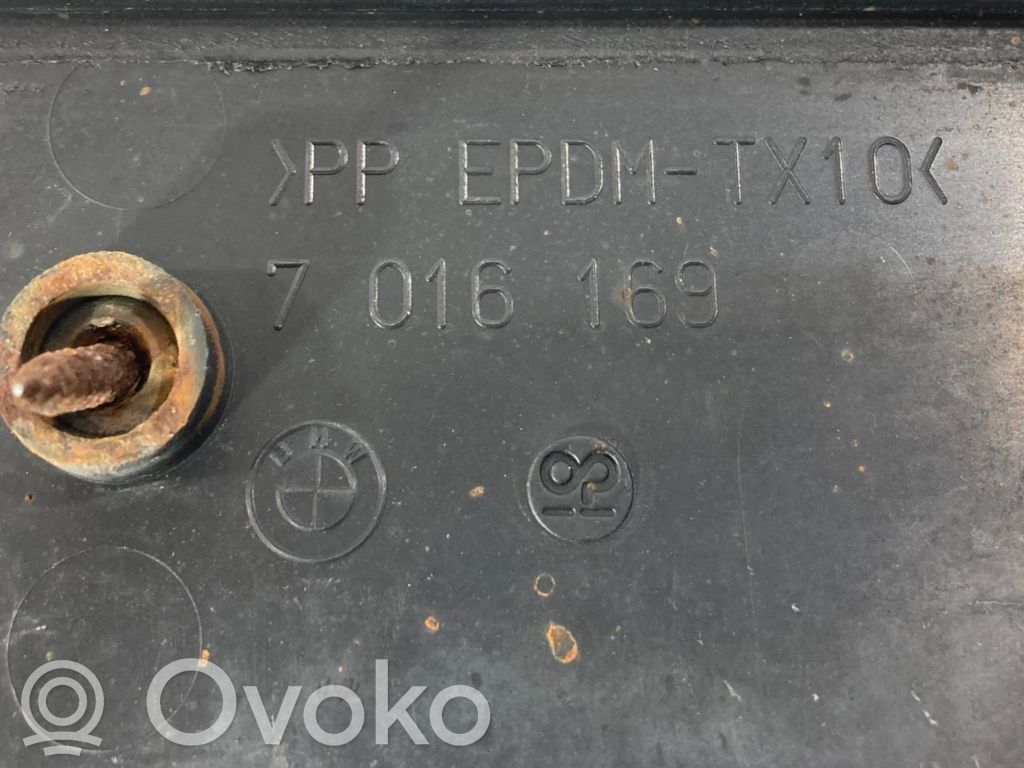 >PP EPDM-TX10<
7 016 169
BMW
Ovoko